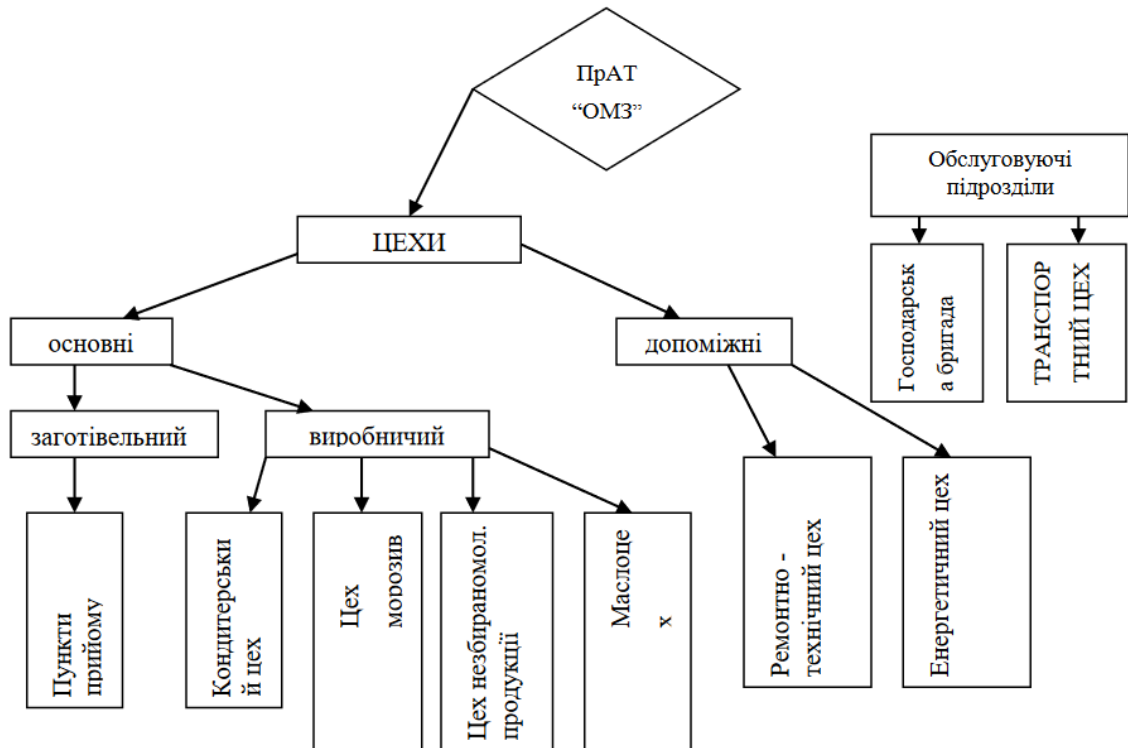 ПрАТ
“ОМЗ”
Обслуговуючі
підрозділи
ЦЕХИ
Господарськ
а бригада
ТРАНСПОР
ТНИЙ ЦЕХ
основні
допоміжні
заготівельний
виробничий
Пункти
прийому
Кондитерськи
й цех
Цех
морозив
Цех незбираномол.
продукції
Маслоце
х
Ремонтно -
технічний цех
Енергетичний цех